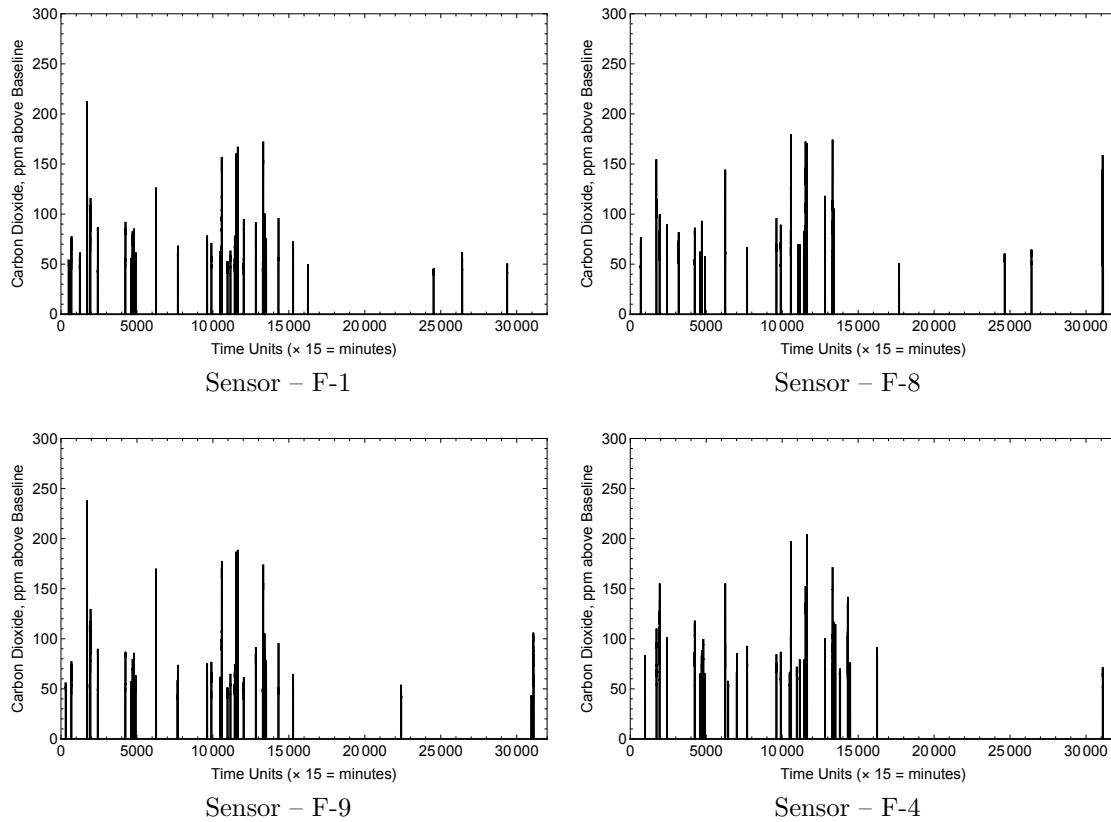 300
250
200
150
100
50
0
Carbon Dioxide, ppm above Baseline
0 5000 10000 15000 20000 25000 30000
Time Units (× 15 = minutes)
Sensor – F-1
300
250
200
150
100
50
0
Carbon Dioxide, ppm above Baseline
0 5000 10000 15000 20000 25000 30000
Time Units (× 15 = minutes)
Sensor – F-8
300
250
200
150
100
50
0
Carbon Dioxide, ppm above Baseline
0 5000 10000 15000 20000 25000 30000
Time Units (× 15 = minutes)
Sensor – F-9
300
250
200
150
100
50
0
Carbon Dioxide, ppm above Baseline
0 5000 10000 15000 20000 25000 30000
Time Units (× 15 = minutes)
Sensor – F-4